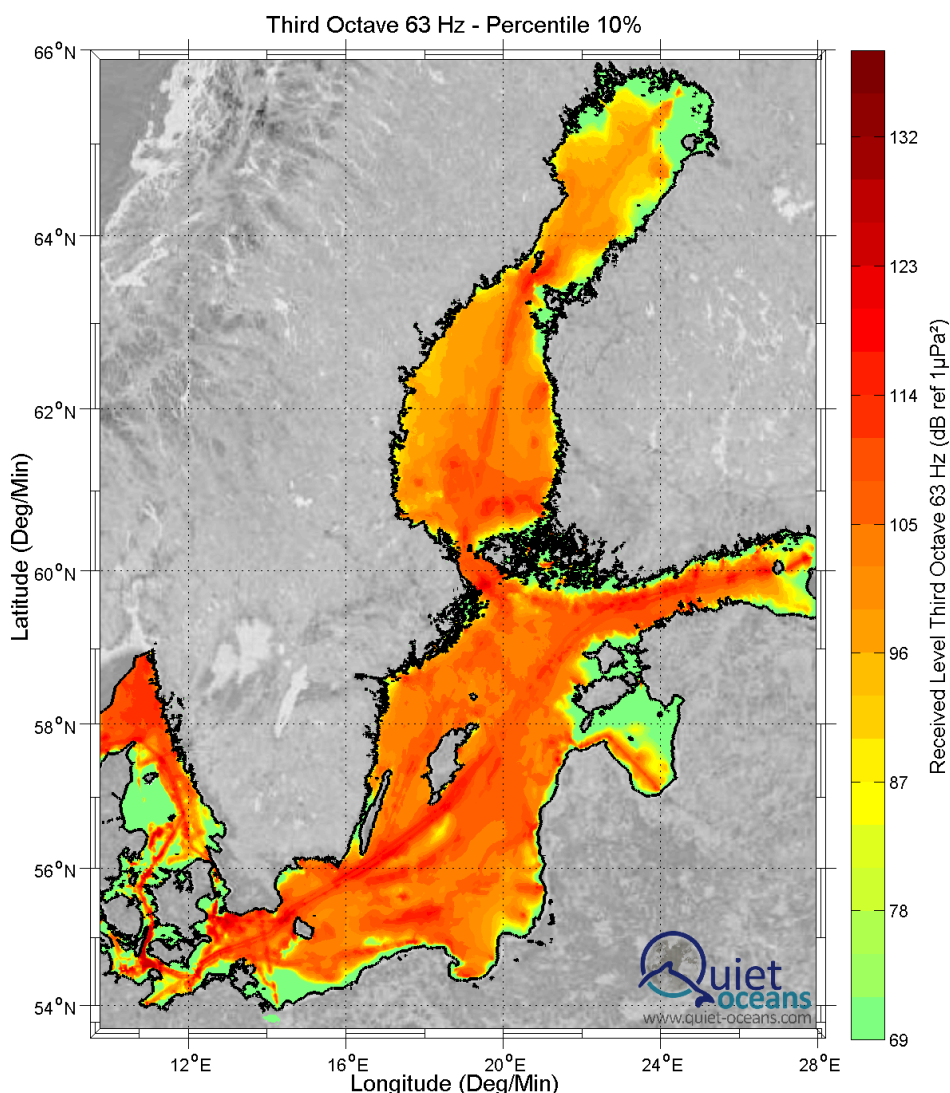 Third Octave 63 Hz - Percentile 10%
66°N
64°N
62°N
60°N
58°N
56°N
54°N
Latitude (Deg/Min)
12°E
16°E
20°E
24°E
28°E
Longitude (Deg/Min)
132
123
114
105
96
87
78
69
Received Level Third Octave 63 Hz (dB ref 1µPa²)
Quiet
oceans
www.quiet-oceans.com